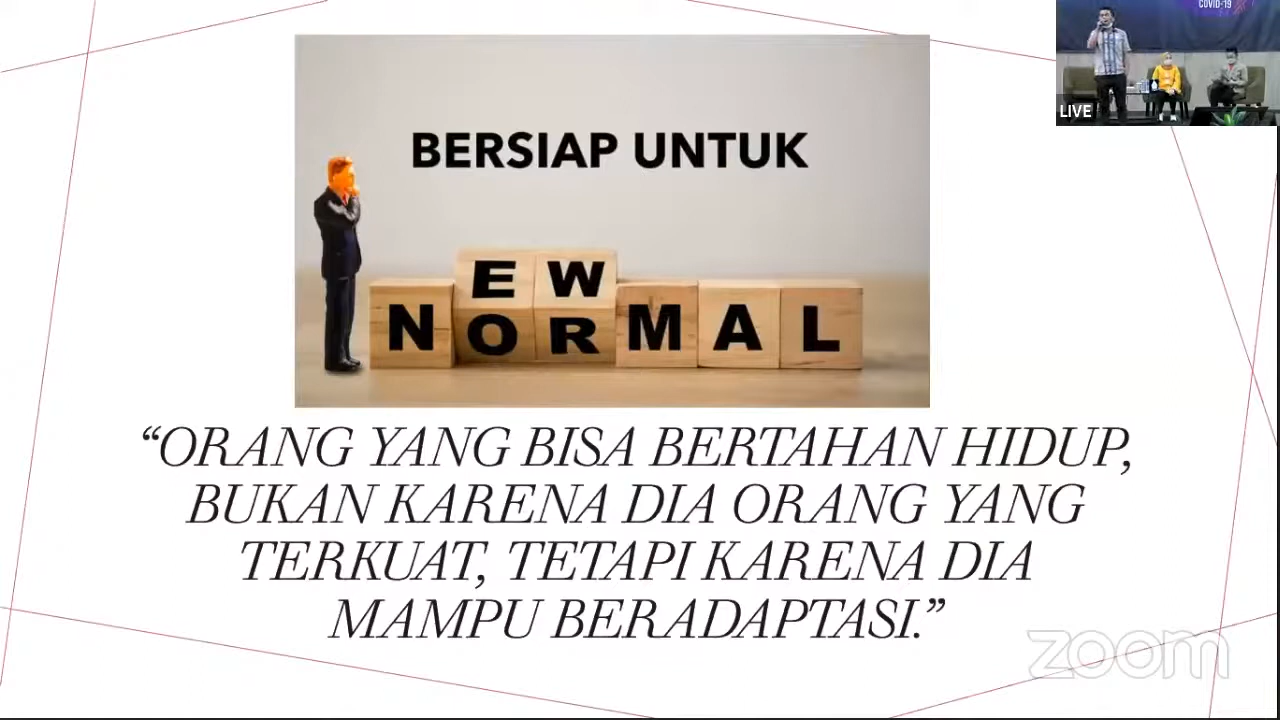 COVID-19
LIVE
BERSIAP UNTUK
EW
NORMAL
“ORANG YANG BISA BERTAHAN HIDUP,
BUKAN KARENA DIA ORANG YANG
TERKUAT, TETAPI KARENA DIA
MAMPU BERADAPTASI.”
zoom